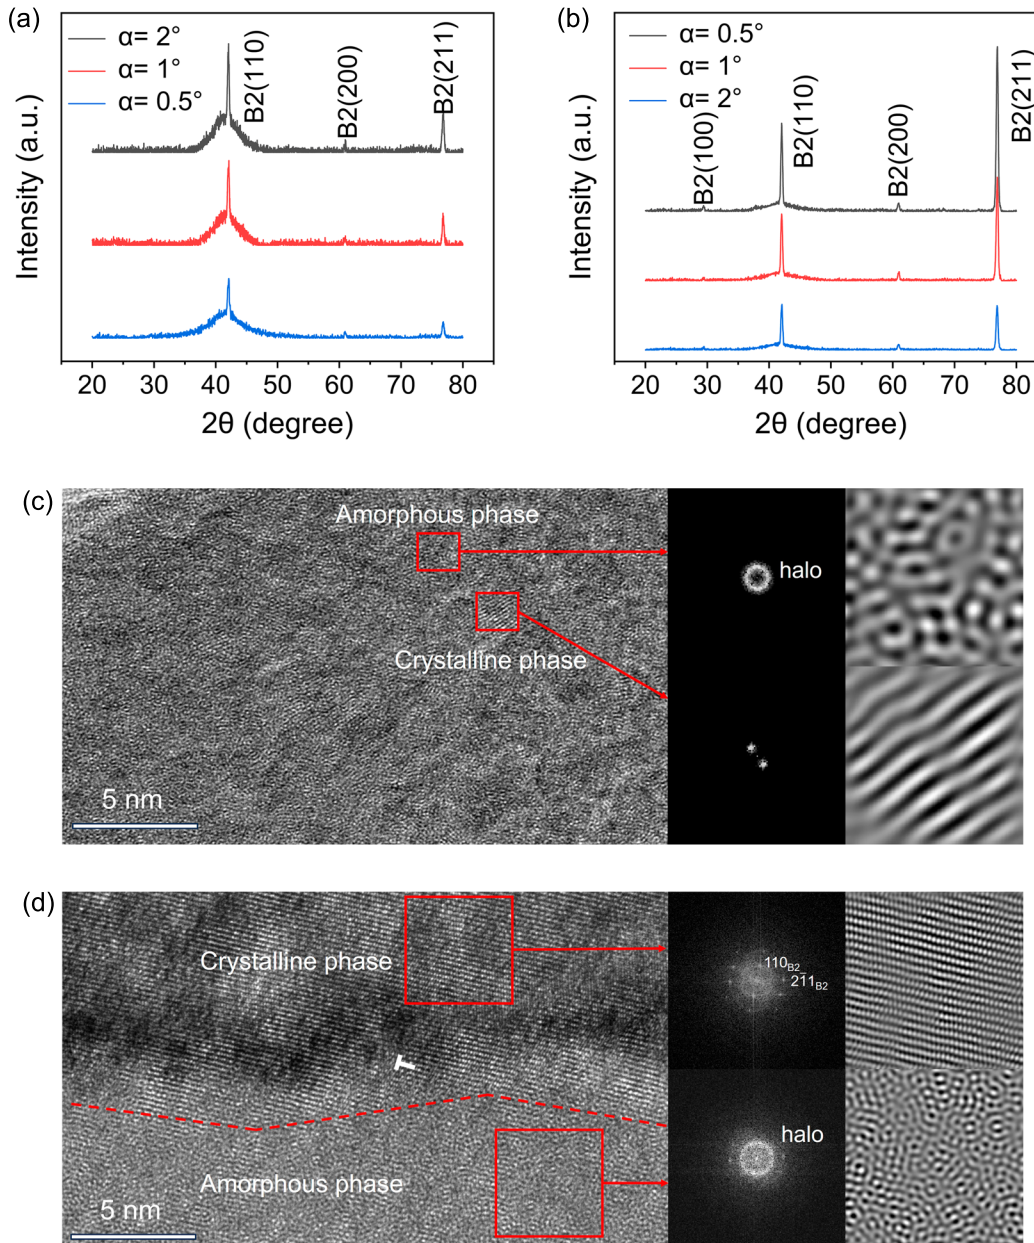 (a)
α= 2°
α= 1°
α= 0.5°
B2(110)
B2(200)
B2(211)
Intensity (a.u.)
20 30 40 50 60 70 80
2θ (degree)
(b)
α= 0.5°
α= 1°
α= 2°
B2(100)
B2(110)
B2(200)
B2(211)
Intensity (a.u.)
20 30 40 50 60 70 80
2θ (degree)
(c)
Amorphous phase
halo
Crystalline phase
5 nm
(d)
Crystalline phase
110B2
2̅11B2
halo
Amorphous phase
5 nm